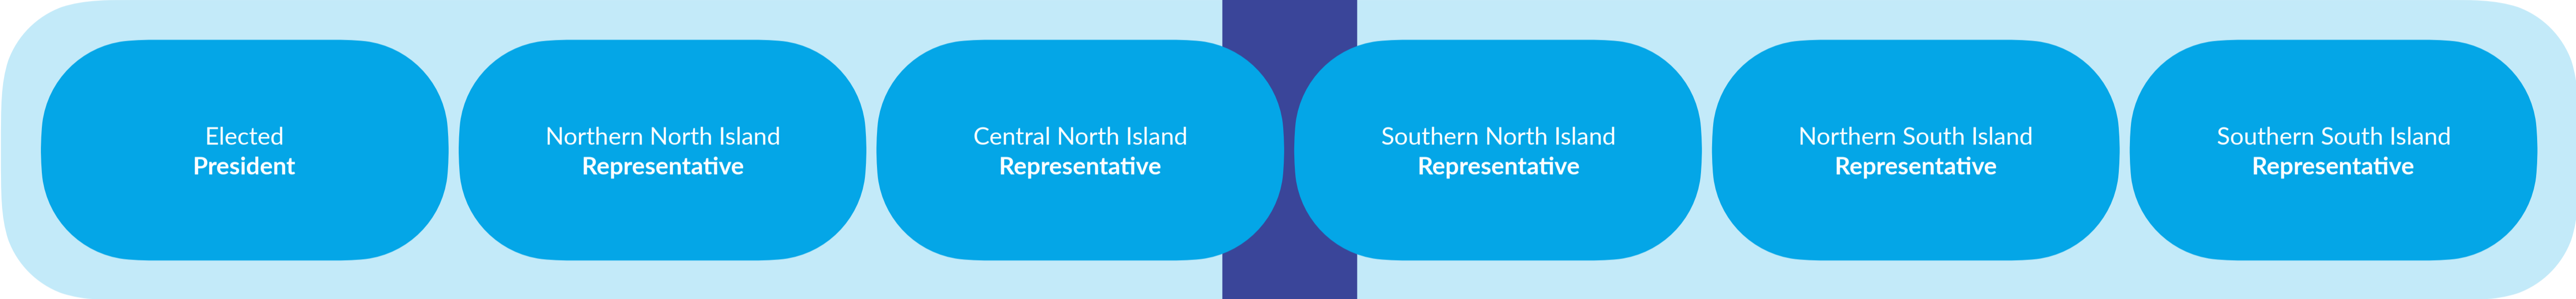 Elected
President
Northern North Island
Representative
Central North Island
Representative
Southern North Island
Representative
Northern South Island
Representative
Southern South Island
Representative